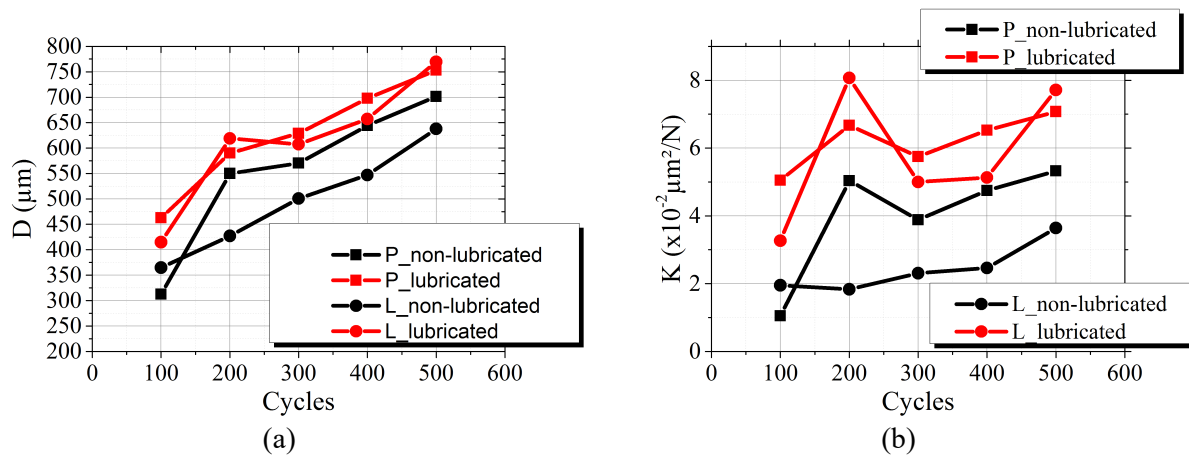 800
750
700
650
600
550
500
450
400
350
300
250
200
D (µm)
0
100
200
300
400
500
600
Cycles
P_non-lubricated
P_lubricated
L_non-lubricated
L_lubricated
(a)
P_non-lubricated
P_lubricated
8
6
4
2
0
K (x10⁻²µm²/N)
L_non-lubricated
L_lubricated
0
100
200
300
400
500
600
Cycles
(b)